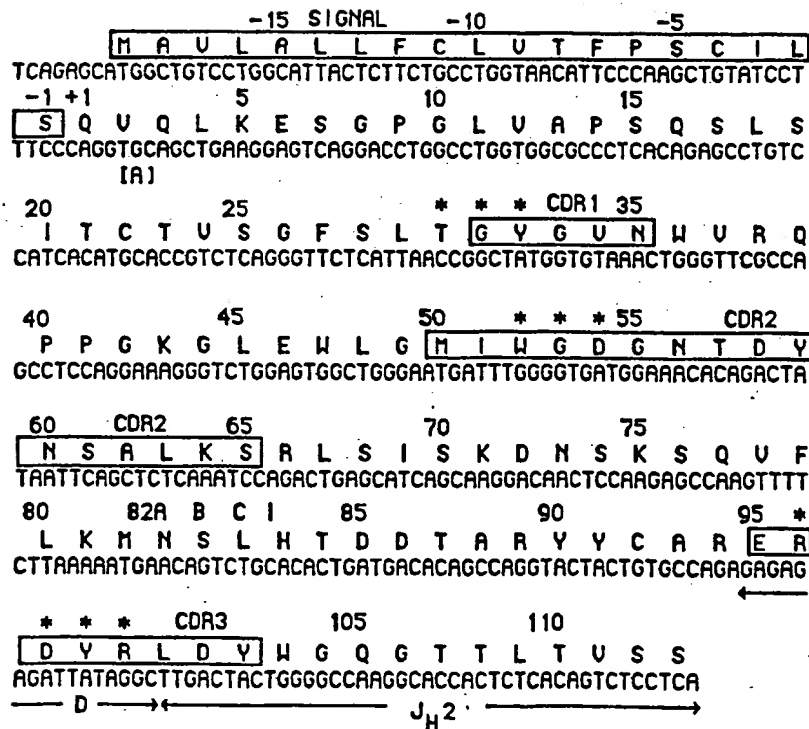 -15 SIGNAL -10 -5
M A V L A L L F C L V T F P S C I L
TCAGAGCATGGCTGTCCTGGCATTACTCTTCTGCCTGGTAACATTCCCAAGCTGTATCCT
-1 +1 5 10 15
S Q V Q L K E S G P G L V A P S Q S L S
TTCCCAGGTGCAGCTGAAGGAGTCAGGACCTGGCCTGGTGGCGCCCTCACAGAGCCTGTC
[A]
20 25 * * * CDR1 35
I T C T V S G F S L T G Y G V N W V R Q
CATCACATGCACCGTCTCAGGGTTCTCATTAACCGGCTATGGTGTAAACTGGGTTCGCCA
40 45 50 * * * 55 CDR2
P P G K G L E W L G M I W G D G N T D Y
GCCTCCAGGAAAGGGTCTGGAGTGGCTGGGAATGATTTGGGGTGATGGAAACACAGACTA
60 CDR2 65 70 75
N S A L K S R L S I S K D N S K S Q V F
TAATTCAGCTCTCAAATCCAGACTGAGCATCAGCAAGGACAACTCCAAGAGCCAAGTTTT
80 82A B C I 85 90 95 *
L K M N S L H T D D T A R Y Y C A R E R
CTTAAAAATGAACAGTCTGCACACTGATGACACAGCCAGGTACTACTGTGCCAGAGAGAG
* * * CDR3 105 110
D Y R L D Y W G Q G T T L T V S S
AGATTATAGGCTTGACTACTGGGGCCAAGGCACCACTCTCACAGTCTCCTCA
D JH2